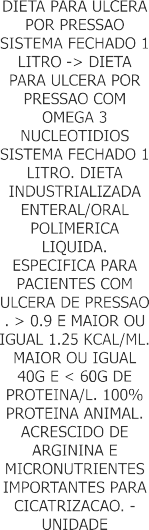 DIETA PARA ULCERA
POR PRESSAO
SISTEMA FECHADO 1
LITRO -> DIETA
PARA ULCERA POR
PRESSAO COM
OMEGA 3
NUCLEOTIDIOS
SISTEMA FECHADO 1
LITRO. DIETA
INDUSTRIALIZADA
ENTERAL/ORAL
POLIMERICA
LIQUIDA.
ESPECIFICA PARA
PACIENTES COM
ULCERA DE PRESSAO
. > 0.9 E MAIOR OU
IGUAL 1.25 KCAL/ML.
MAIOR OU IGUAL
40G E < 60G DE
PROTEINA/L. 100%
PROTEINA ANIMAL.
ACRESCIDO DE
ARGININA E
MICRONUTRIENTES
IMPORTANTES PARA
CICATRIZACAO. -
UNIDADE